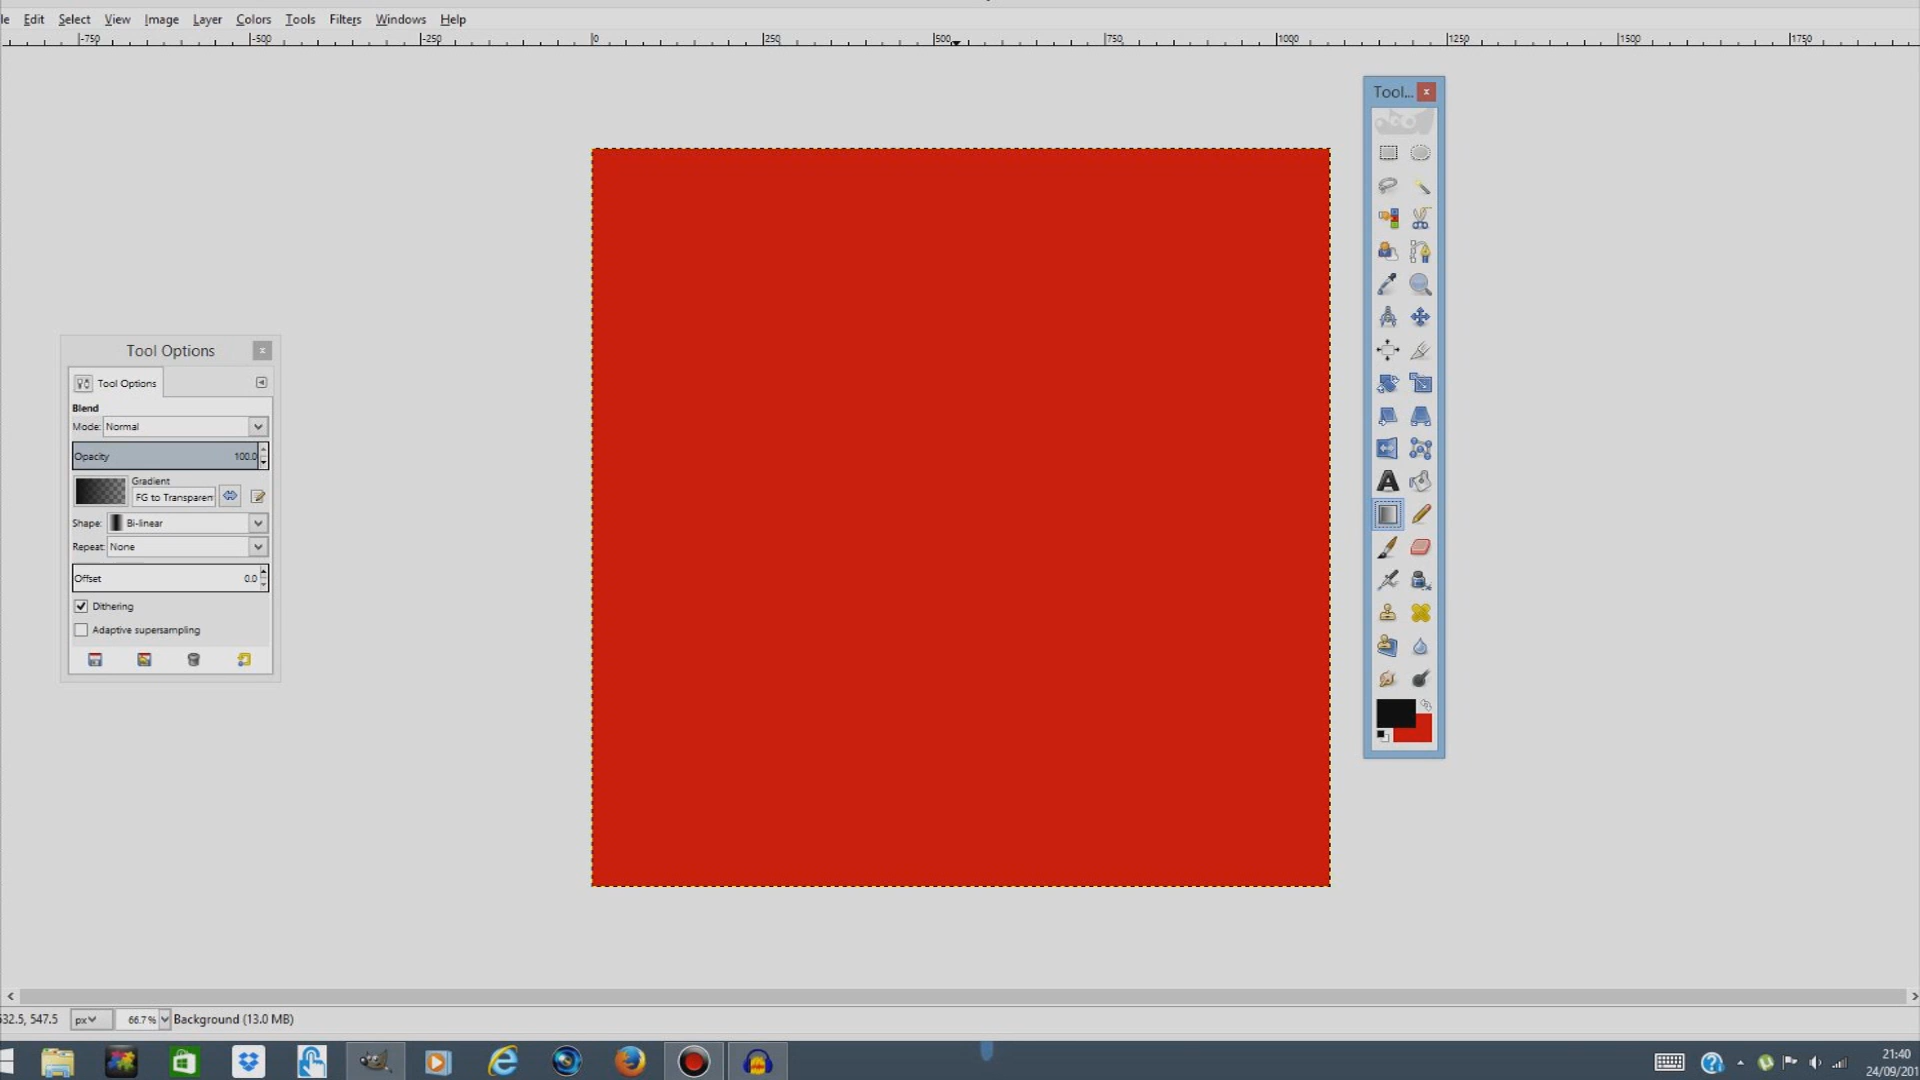 le Edit Select View Image Layer Colors Tools Filters Windows Help
-750 -500 -250 0 250 500 750 1000 1250 1500 1750
Tool...
Tool Options
Tool Options
Blend
Mode: Normal
Opacity 100.0
Gradient
FG to Transparen
Shape: Bi-linear
Repeat: None
Offset 0.0
Dithering
Adaptive supersampling
532.5, 547.5 px 66.7% Background (13.0 MB)
21:40
24/09/201